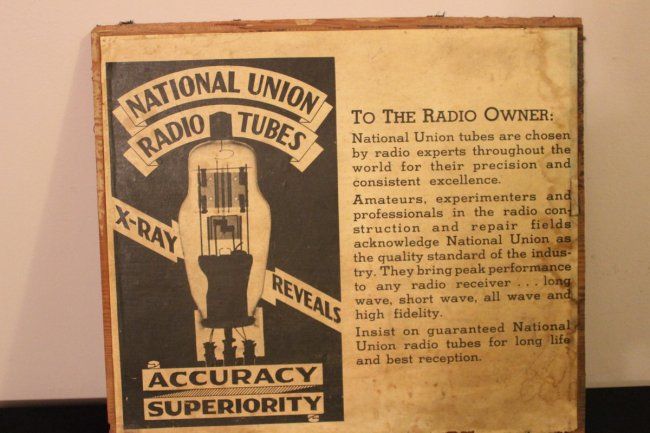 NATIONAL UNION
RADIO TUBES
X-RAY
REVEALS
ACCURACY
SUPERIORITY
TO THE RADIO OWNER:
National Union tubes are chosen
by radio experts throughout the
world for their precision and
consistent excellence.
Amateurs, experimenters and
professionals in the radio con-
struction and repair fields
acknowledge National Union as
the quality standard of the indus-
try. They bring peak performance
to any radio receiver . . . long
wave, short wave, all wave and
high fidelity.
Insist on guaranteed National
Union radio tubes for long life
and best reception.